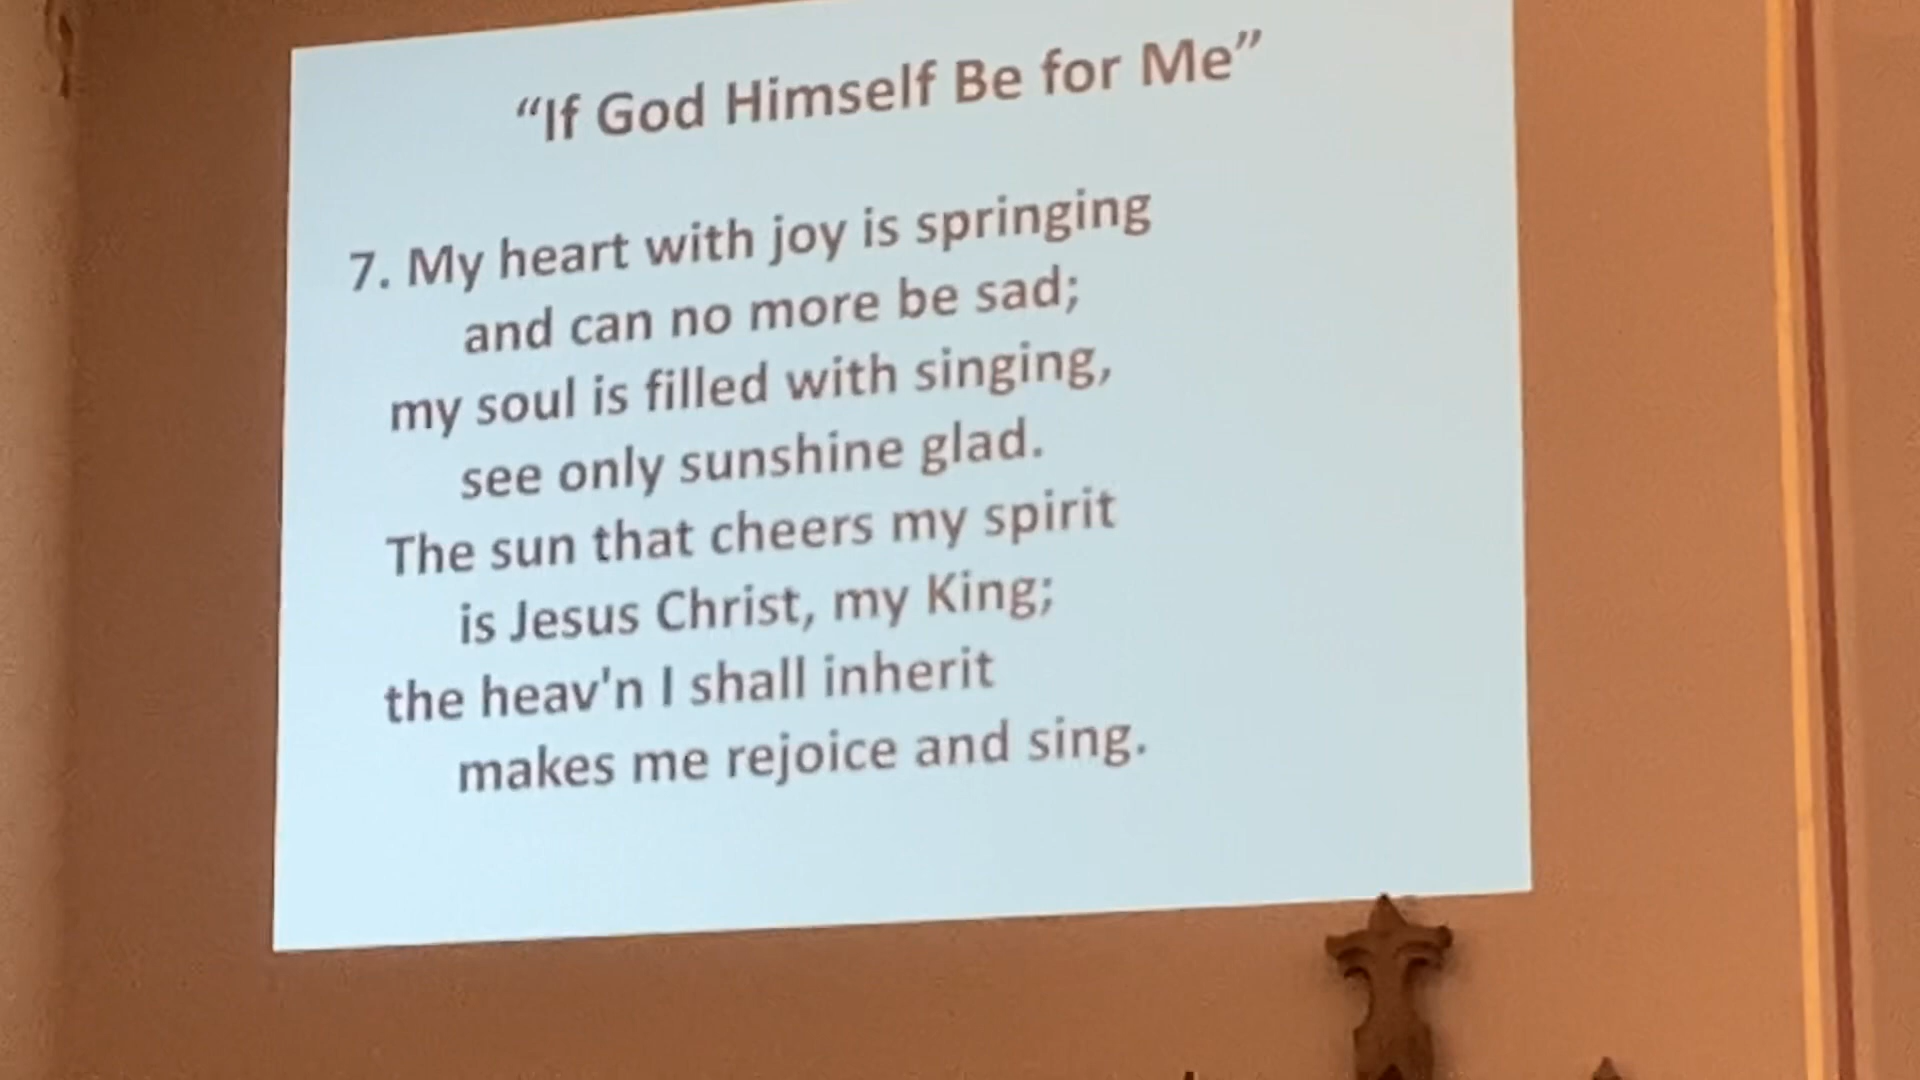 “If God Himself Be for Me”
7. My heart with joy is springing
and can no more be sad;
my soul is filled with singing,
see only sunshine glad.
The sun that cheers my spirit
is Jesus Christ, my King;
the heav'n I shall inherit
makes me rejoice and sing.